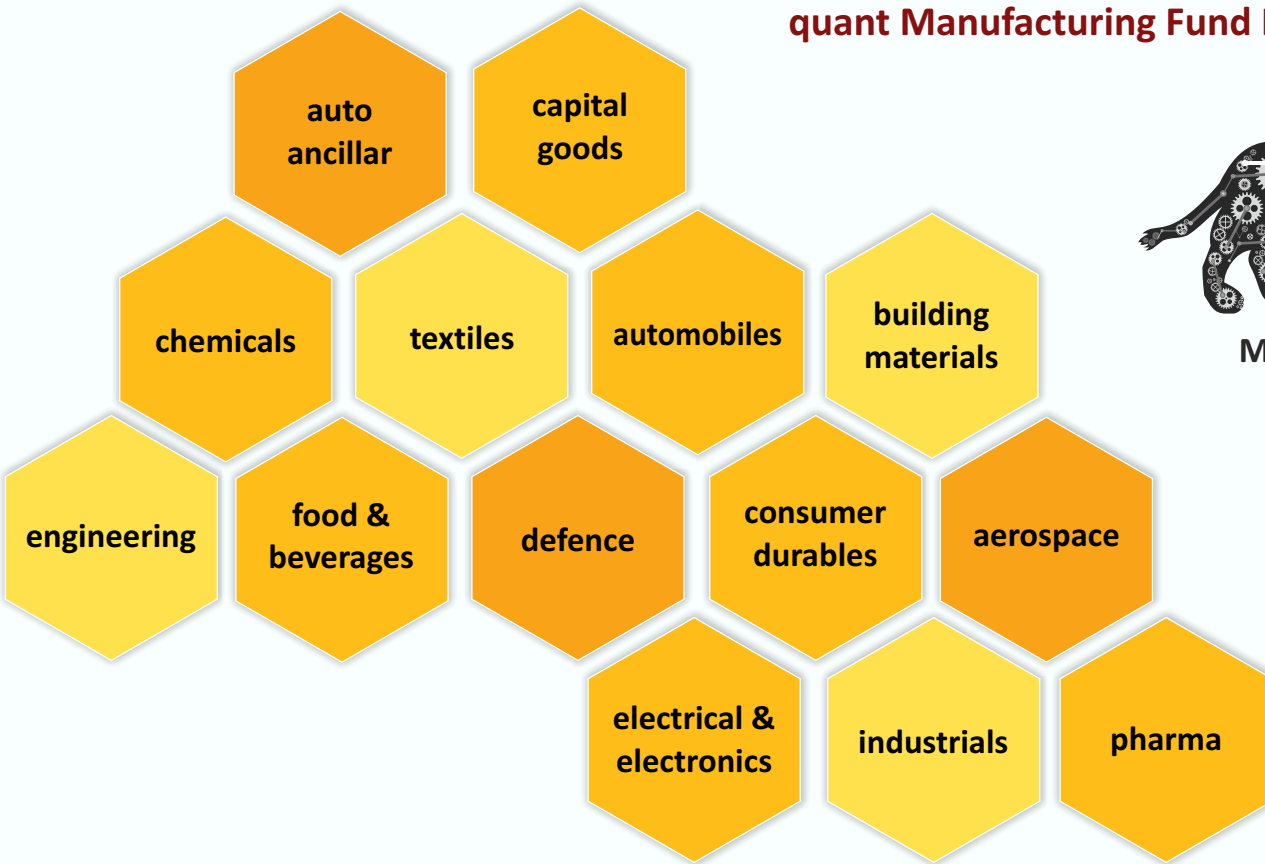 quant Manufacturing Fund
auto
ancillar
capital
goods
chemicals
textiles
automobiles
building
materials
M
engineering
food &
beverages
defence
consumer
durables
aerospace
electrical &
electronics
industrials
pharma